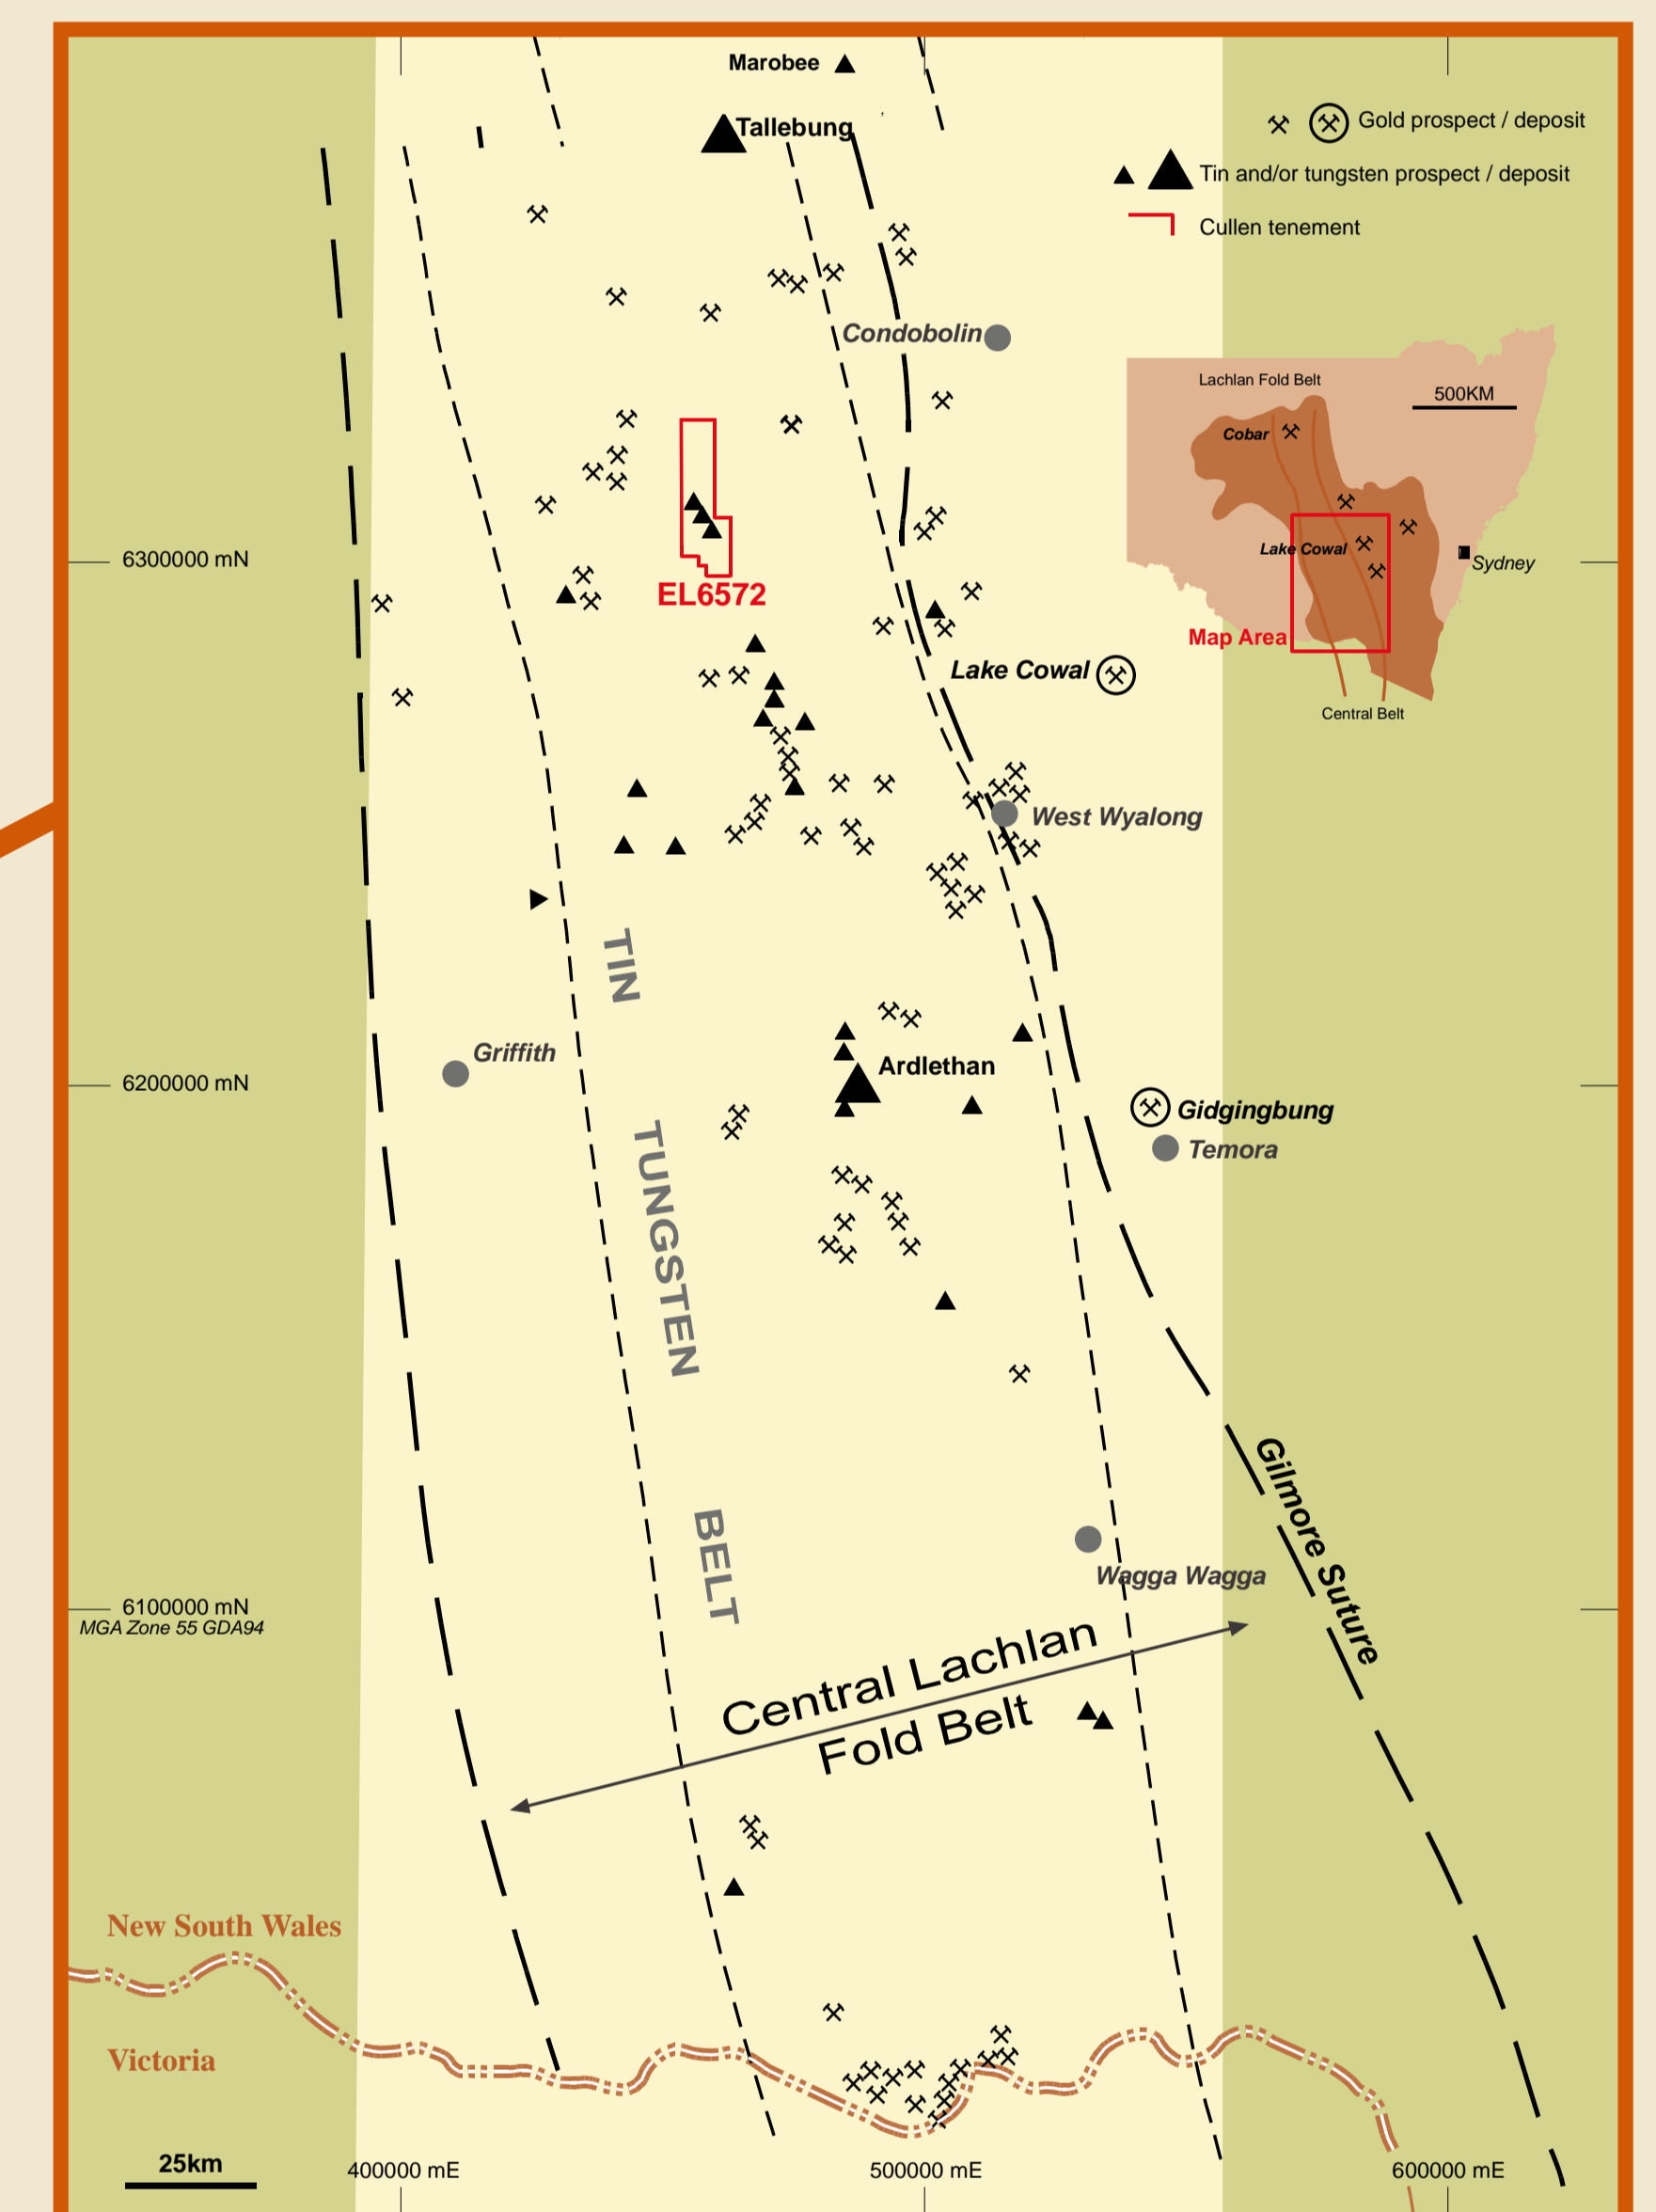 Marobee
Tallebung
Gold prospect / deposit
Tin and/or tungsten prospect / deposit
Cullen tenement
Condobolin
Lachlan Fold Belt
500KM
Cobar
Lake Cowal
Sydney
Map Area
Central Belt
6300000 mN
EL6572
Lake Cowal
West Wyalong
TIN
TUNGSTEN
BELT
Griffith
Ardlethan
6200000 mN
Gidgingbung
Temora
Gilmore Suture
Wagga Wagga
6100000 mN
MGA Zone 55 GDA94
Central Lachlan
Fold Belt
New South Wales
Victoria
25km
400000 mE
500000 mE
600000 mE